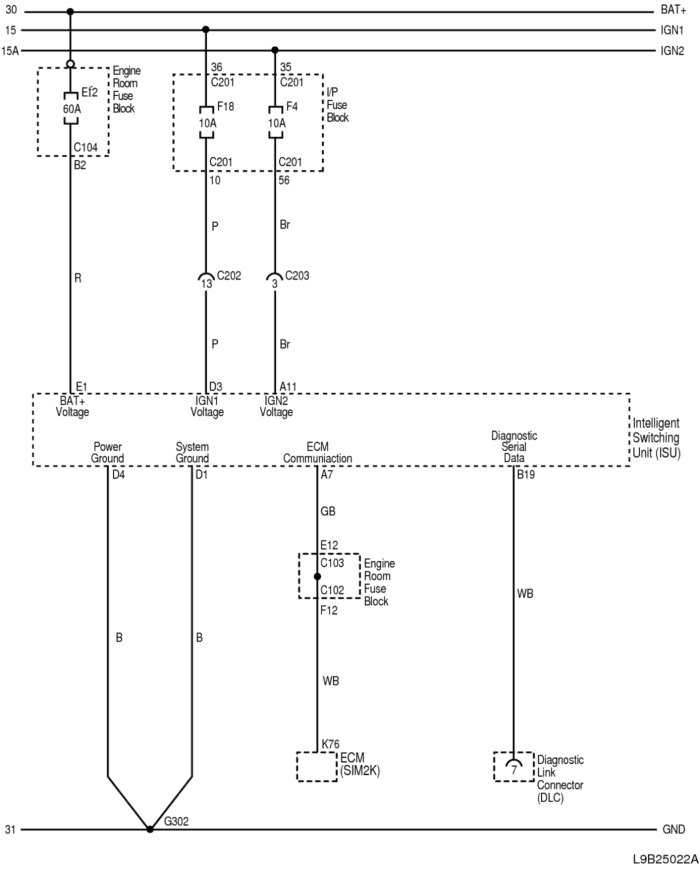 30
BAT+
15
IGN1
15A
IGN2
Engine
Room
Fuse
Block
Ef2
60A
C104
B2
36
35
C201
C201
I/P
Fuse
Block
F18
F4
10A
10A
C201
C201
10
56
P
Br
R
C202
13
C203
3
P
Br
E1
D3
A11
BAT+
Voltage
IGN1
Voltage
IGN2
Voltage
Intelligent
Switching
Unit (ISU)
Power
Ground
System
Ground
ECM
Communiaction
Diagnostic
Serial
Data
D4
D1
A7
B19
GB
E12
C103
C102
F12
Engine
Room
Fuse
Block
WB
B
B
WB
K76
ECM
(SIM2K)
7
Diagnostic
Link
Connector
(DLC)
G302
31
GND
L9B25022A